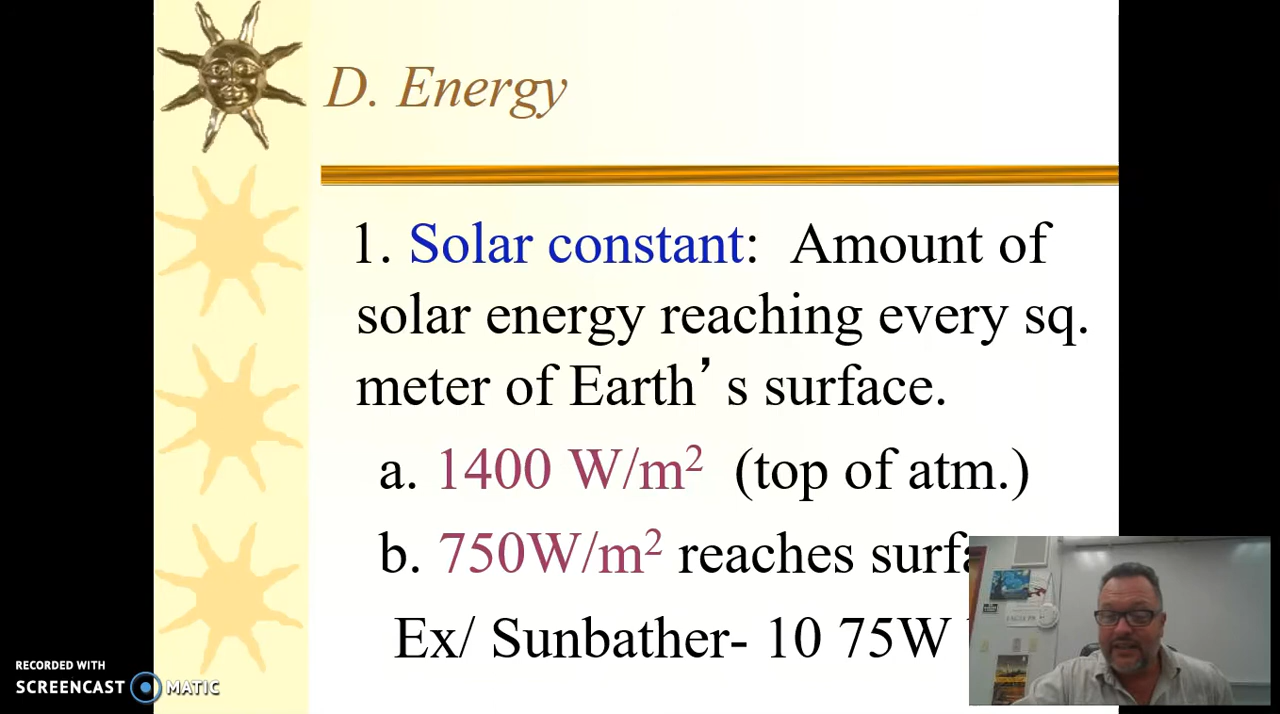 D. Energy
1. Solar constant: Amount of
solar energy reaching every sq.
meter of Earth’s surface.
a. 1400 W/m² (top of atm.)
b. 750W/m² reaches
Ex/ Sunbather- 10 75W
RECORDED WITH
SCREENCAST MATIC